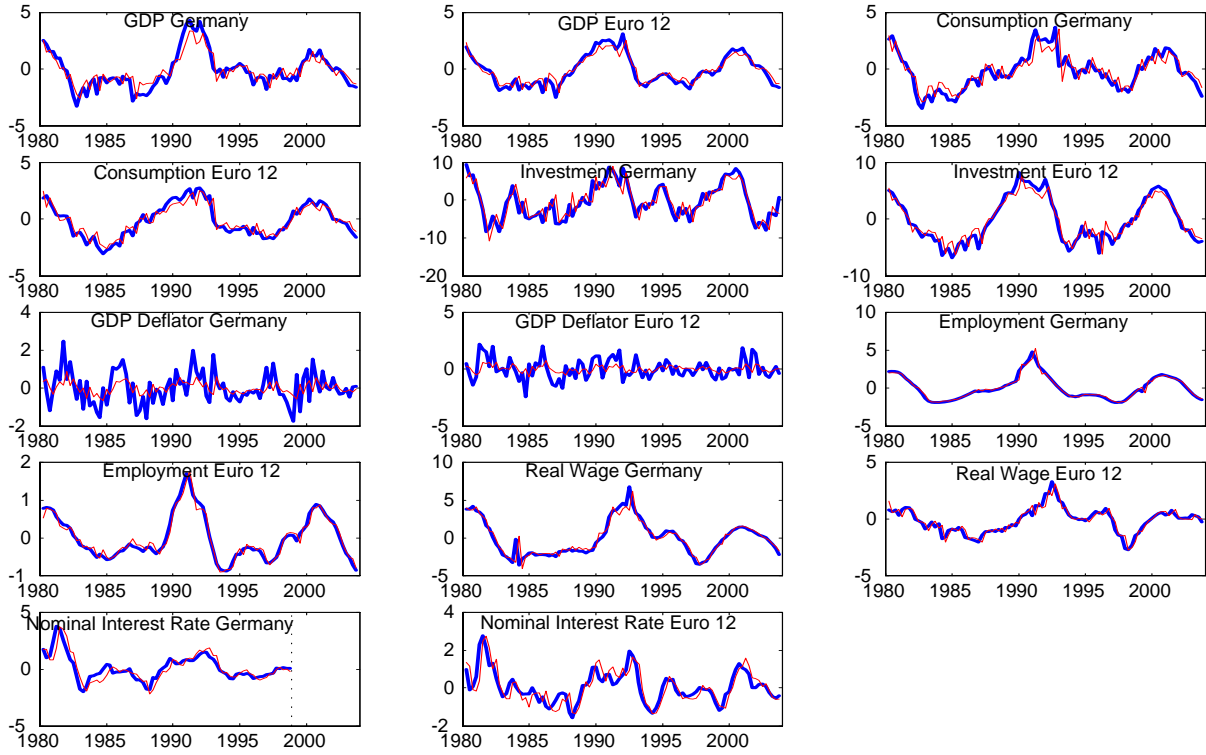 GDP Germany
5
0
-5
1980 1985 1990 1995 2000
GDP Euro 12
5
0
-5
1980 1985 1990 1995 2000
Consumption Germany
5
0
-5
1980 1985 1990 1995 2000
Consumption Euro 12
5
0
-5
1980 1985 1990 1995 2000
Investment Germany
10
0
-10
-20
1980 1985 1990 1995 2000
Investment Euro 12
10
0
-10
1980 1985 1990 1995 2000
GDP Deflator Germany
4
2
0
-2
1980 1985 1990 1995 2000
GDP Deflator Euro 12
5
0
-5
1980 1985 1990 1995 2000
Employment Germany
10
5
0
-5
1980 1985 1990 1995 2000
Employment Euro 12
2
1
0
-1
1980 1985 1990 1995 2000
Real Wage Germany
10
5
0
-5
1980 1985 1990 1995 2000
Real Wage Euro 12
5
0
-5
1980 1985 1990 1995 2000
Nominal Interest Rate Germany
5
0
-5
1980 1985 1990 1995 2000
Nominal Interest Rate Euro 12
4
2
0
-2
1980 1985 1990 1995 2000